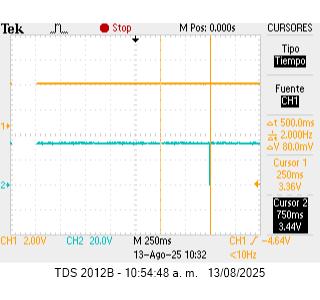 Tek Stop M Pos: 0.000s CURSORES
Tipo
Tiempo
Fuente
CH1
Δt 500.0ms
1/Δt 2.000Hz
ΔV 80.0mV
Cursor 1
250ms
3.36V
Cursor 2
750ms
3.44V
1
2
CH1 2.00V CH2 20.0V M 250ms CH1 -4.64V
13-Ago-25 10:32 <10Hz
TDS 2012B - 10:54:48 a. m. 13/08/2025